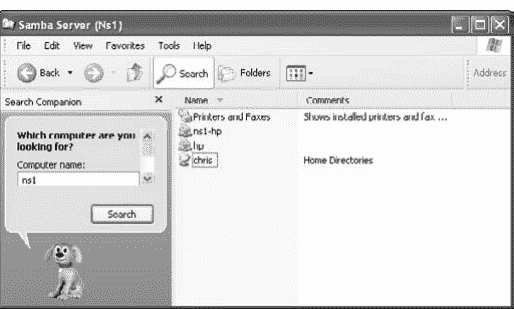 Samba Server (Ns1)
File Edit View Favorites Tools Help
Back Search Folders Address
Search Companion
Name Comments
Printers and Faxes Shows installed printers and fax ...
ns1-hp
hp
chris Home Directories
Which computer are you
looking for?
Computer name:
ns1
Search